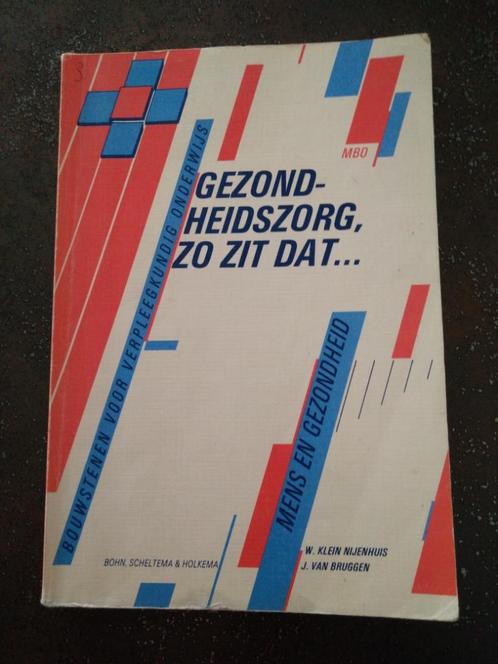 3
MBO
GEZOND-
HEIDSZORG,
ZO ZIT DAT...
BOUWSTENEN VOOR VERPLEEGKUNDIG ONDERWIJS
MENS EN GEZONDHEID
W. KLEIN NIJENHUIS
J. VAN BRUGGEN
BOHN, SCHELTEMA & HOLKEMA